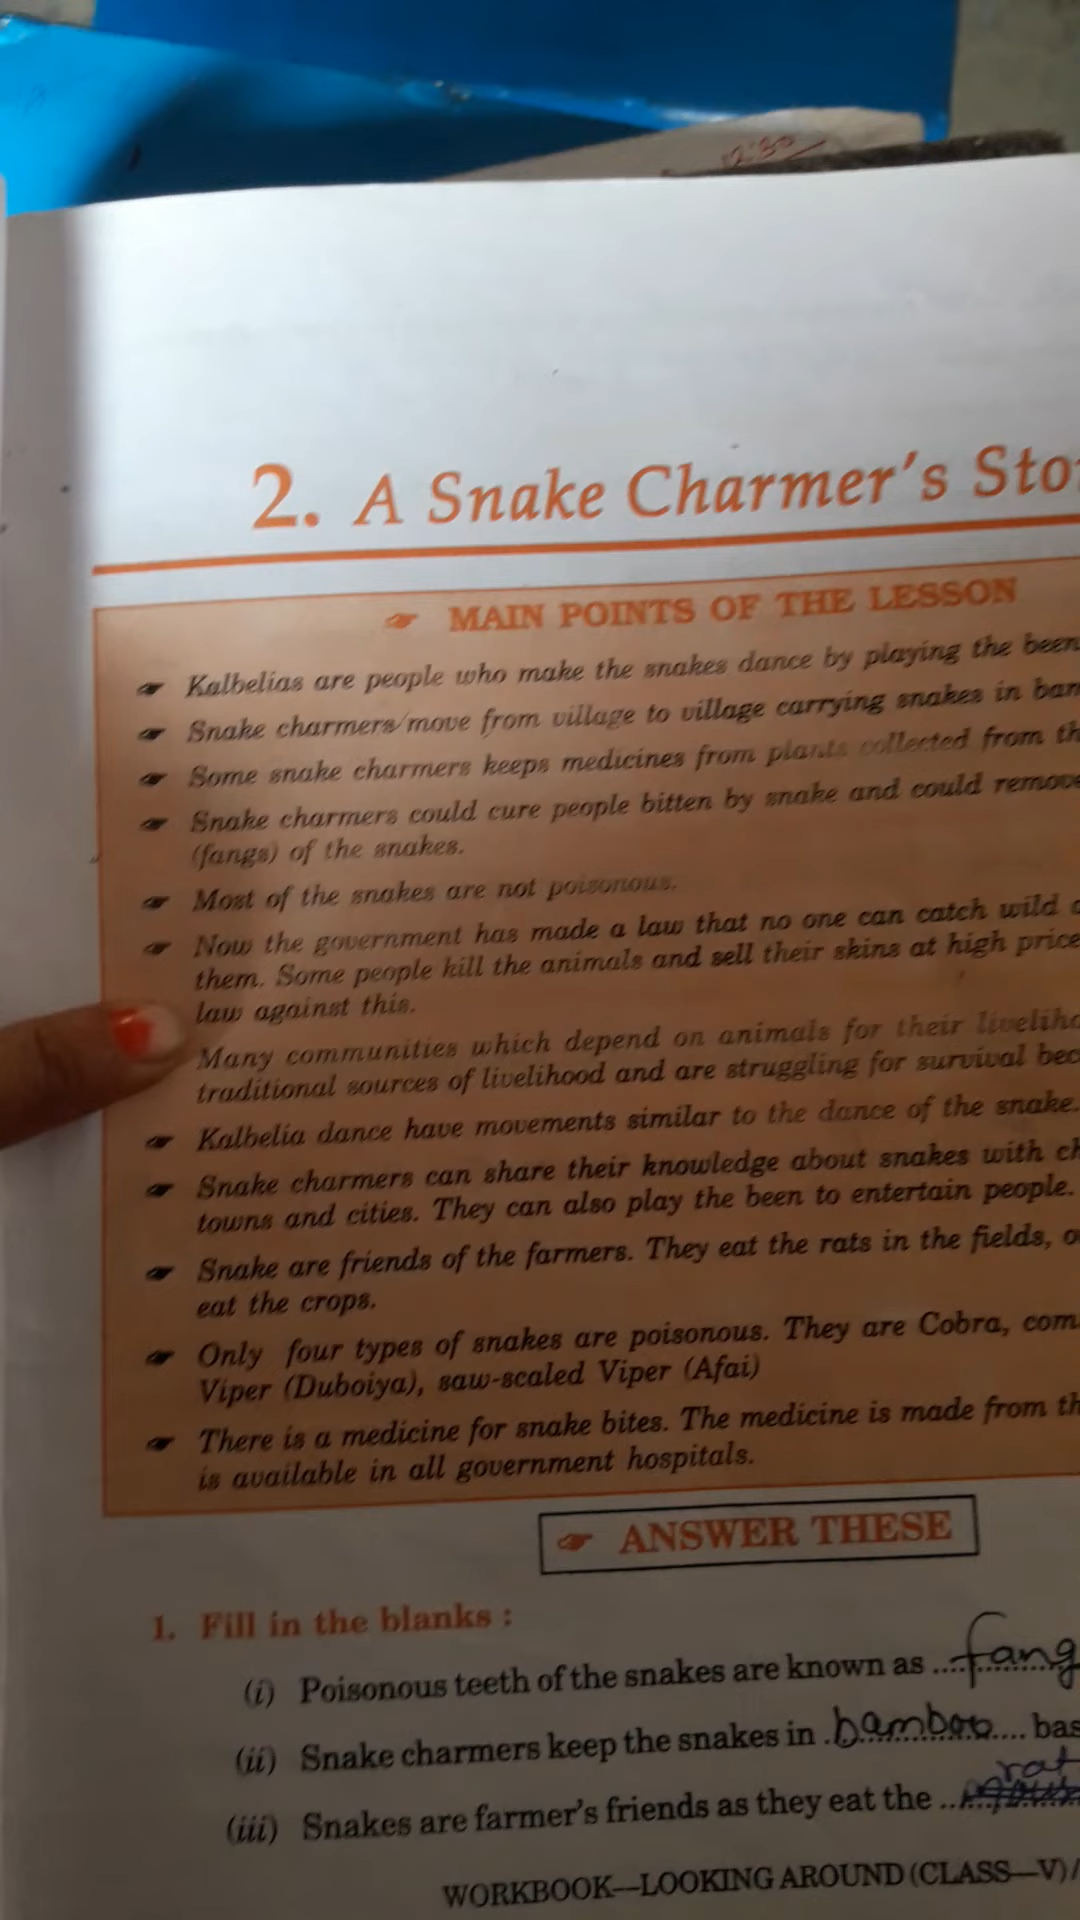 12:30
2. A Snake Charmer's
MAIN POINTS OF THE LESSON
Kalbelias are people who make the snakes dance by playing the been
Snake charmers/move from village to village carrying snakes in
Some snake charmers keeps medicines from plants collected from
Snake charmers could cure people bitten by snake and could
(fangs) of the snakes.
Most of the snakes are not poisonous.
Now the government has made a law that no one can catch wild
them. Some people kill the animals and sell their skins at high
law against this.
Many communities which depend on animals for their
traditional sources of livelihood and are struggling for survival
Kalbelia dance have movements similar to the dance of the snake.
Snake charmers can share their knowledge about snakes with
towns and cities. They can also play the been to entertain people.
Snake are friends of the farmers. They eat the rats in the fields,
eat the crops.
Only four types of snakes are poisonous. They are Cobra,
Viper (Duboiya), saw-scaled Viper (Afai)
There is a medicine for snake bites. The medicine is made from
is available in all government hospitals.
ANSWER THESE
1. Fill in the blanks :
(i) Poisonous teeth of the snakes are known as .... fang
(ii) Snake charmers keep the snakes in .bamboo....
rat
(iii) Snakes are farmer's friends as they eat the ..
WORKBOOK—LOOKING AROUND (CLASS—V)/